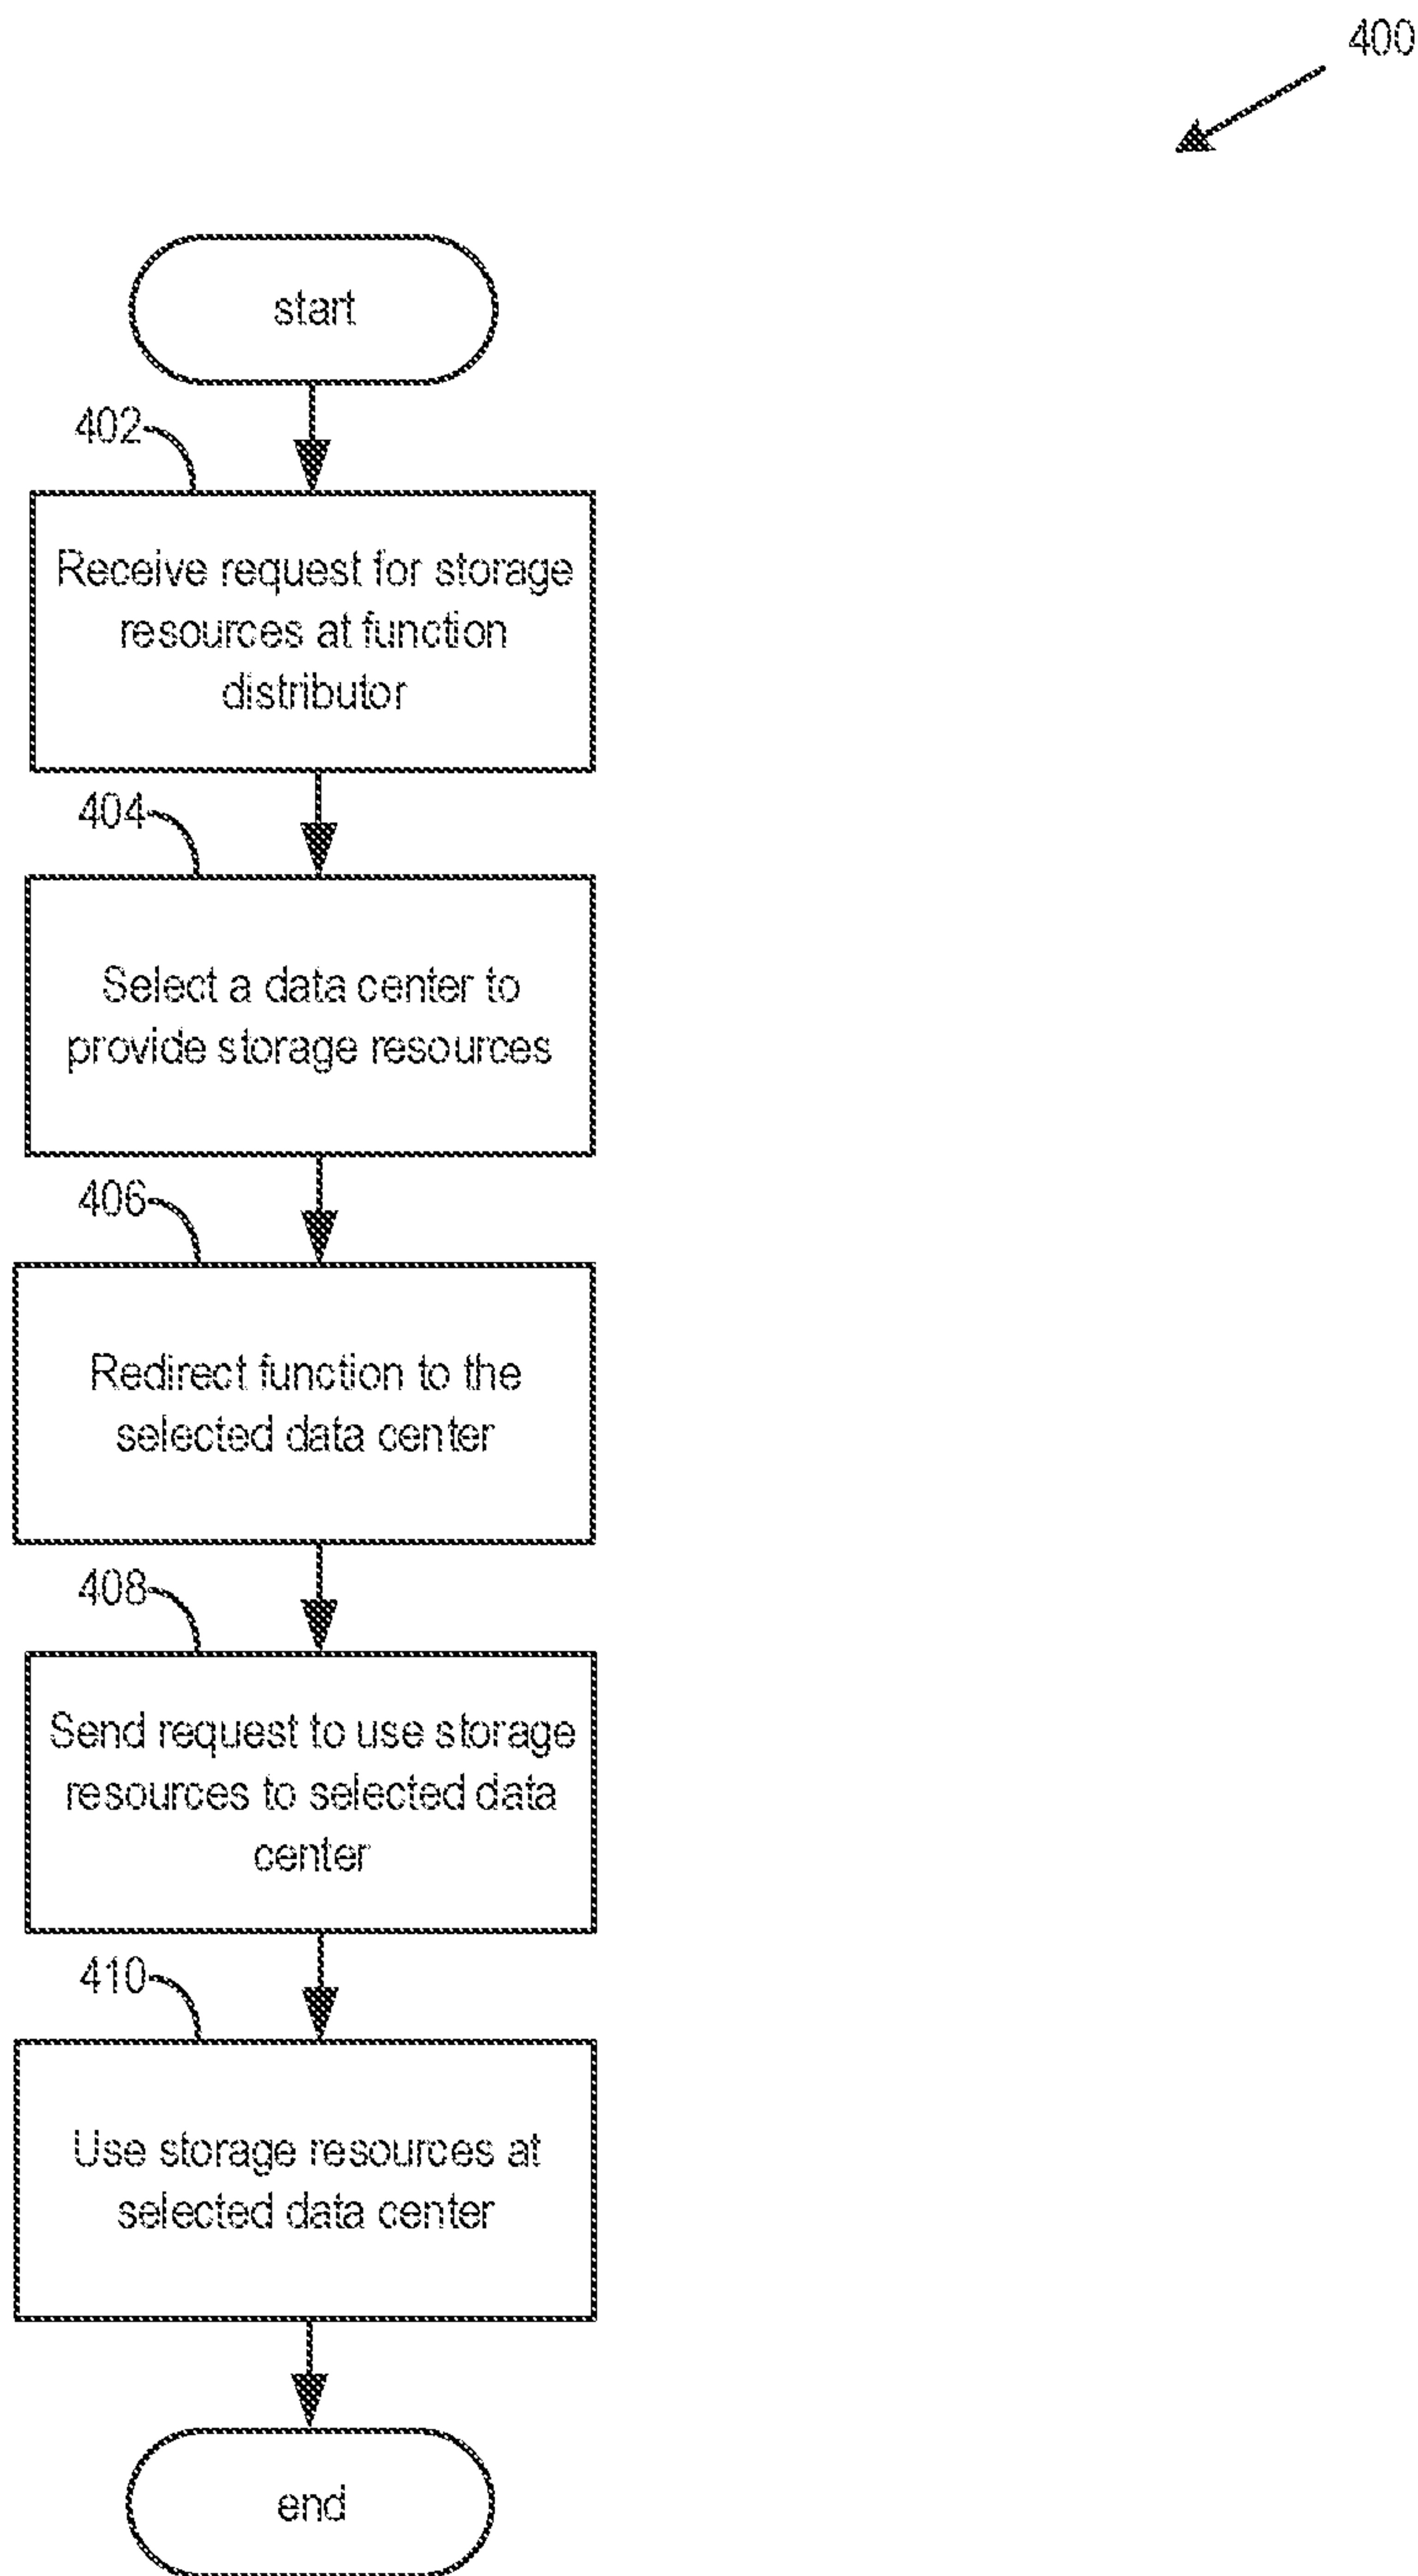 400
start
402
Receive request for storage
resources at function
distributor
404
Select a data center to
provide storage resources
406
Redirect function to the
selected data center
408
Send request to use storage
resources to selected data
center
410
Use storage resources at
selected data center
end